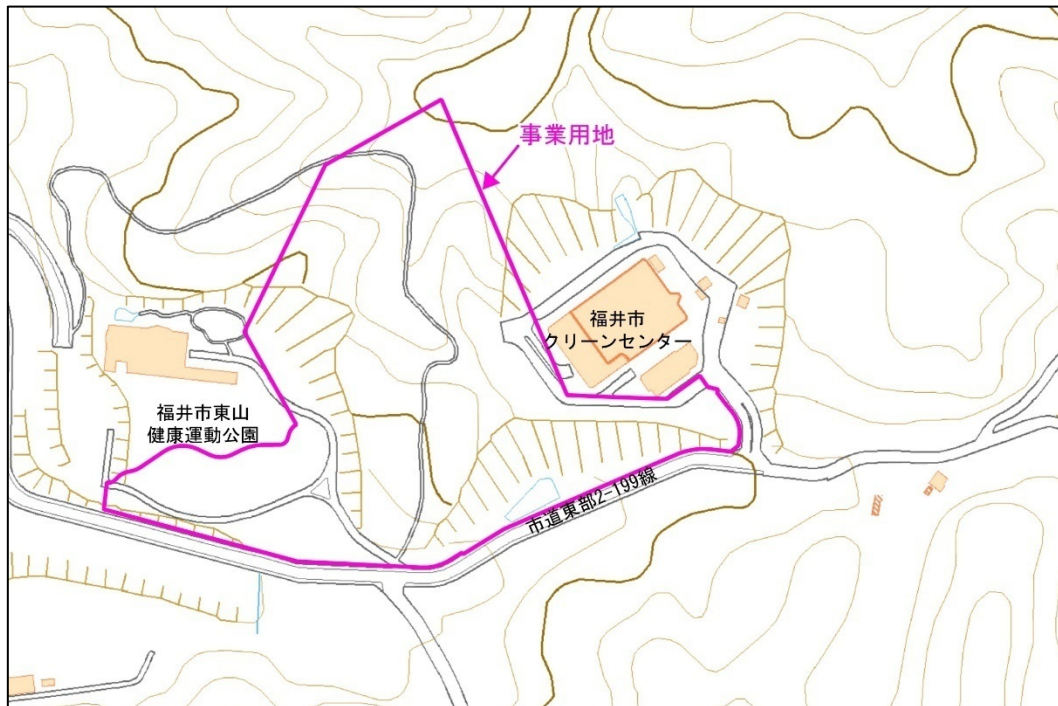 事業用地
福井市
クリーンセンター
福井市東山
健康運動公園
市道東部2-199線